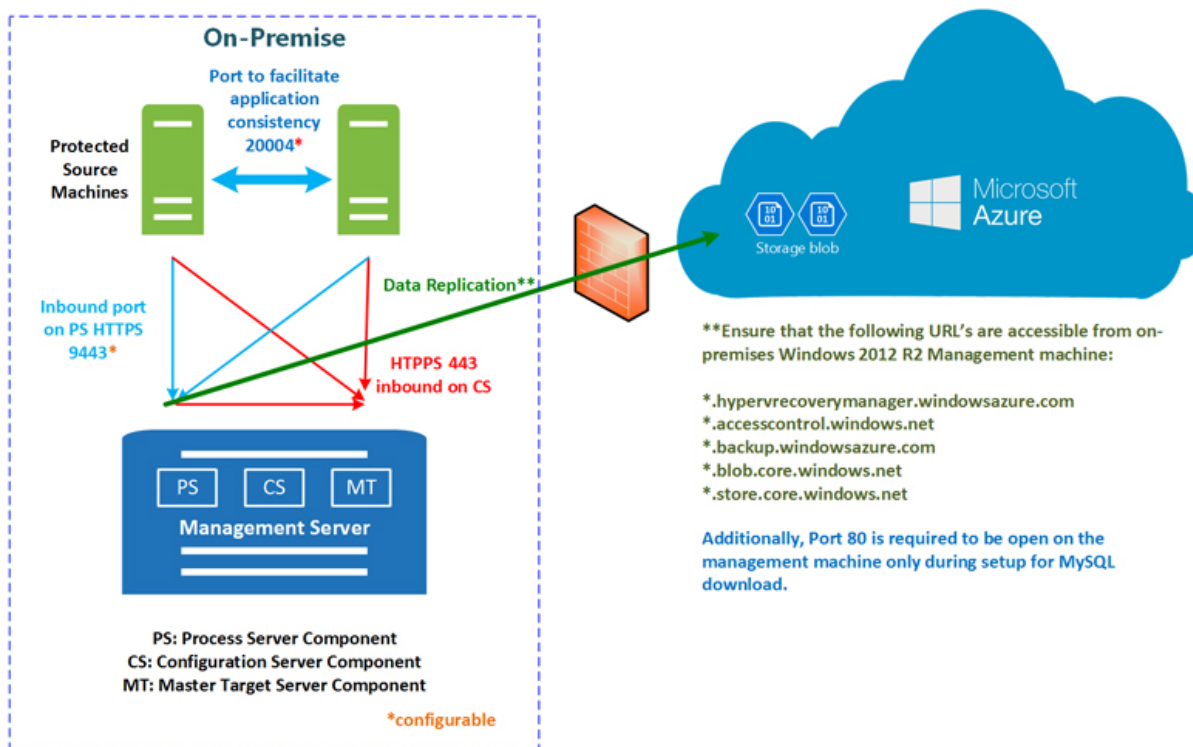 On-Premise
Port to facilitate
application
consistency
20004*
Protected
Source
Machines
Inbound port
on PS HTTPS
9443*
Data Replication**
HTPPS 443
inbound on CS
PS
CS
MT
Management Server
PS: Process Server Component
CS: Configuration Server Component
MT: Master Target Server Component
*configurable
10
01
10
01
Storage blob
Microsoft
Azure
**Ensure that the following URL's are accessible from on-
premises Windows 2012 R2 Management machine:
*.hypervrecoverymanager.windowsazure.com
*.accesscontrol.windows.net
*.backup.windowsazure.com
*.blob.core.windows.net
*.store.core.windows.net
Additionally, Port 80 is required to be open on the
management machine only during setup for MySQL
download.